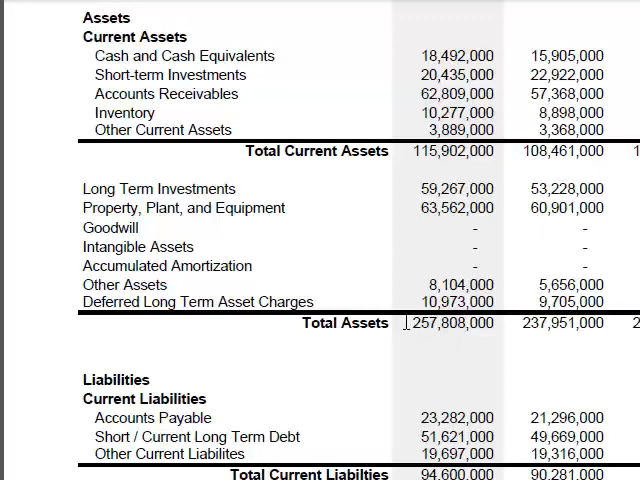 Assets
Current Assets
Cash and Cash Equivalents 18,492,000 15,905,000
Short-term Investments 20,435,000 22,922,000
Accounts Receivables 62,809,000 57,368,000
Inventory 10,277,000 8,898,000
Other Current Assets 3,889,000 3,368,000
Total Current Assets 115,902,000 108,461,000 1
Long Term Investments 59,267,000 53,228,000
Property, Plant, and Equipment 63,562,000 60,901,000
Goodwill - -
Intangible Assets - -
Accumulated Amortization - -
Other Assets 8,104,000 5,656,000
Deferred Long Term Asset Charges 10,973,000 9,705,000
Total Assets 257,808,000 237,951,000 2
Liabilities
Current Liabilities
Accounts Payable 23,282,000 21,296,000
Short / Current Long Term Debt 51,621,000 49,669,000
Other Current Liabilites 19,697,000 19,316,000
Total Current Liabilties 94,600,000 90,281,000